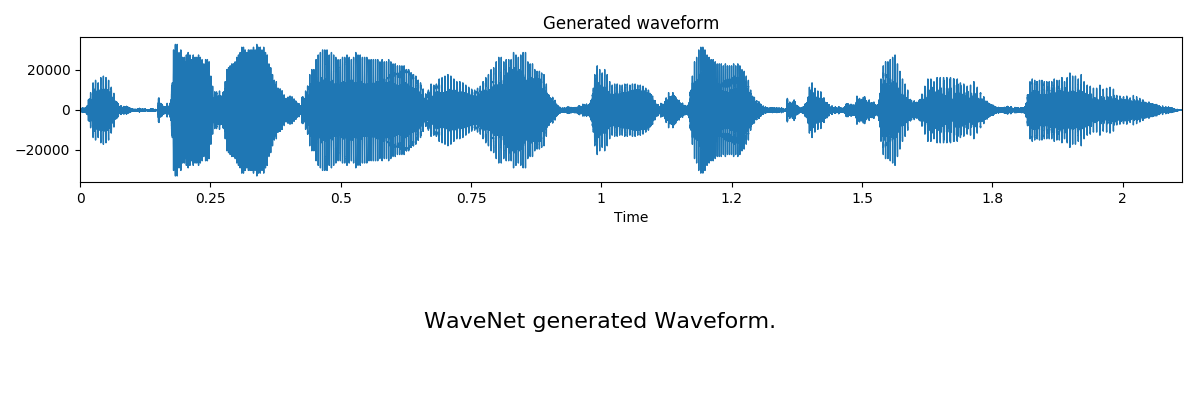 Generated waveform
20000
0
−20000
0 0.25 0.5 0.75 1 1.2 1.5 1.8 2
Time
WaveNet generated Waveform.